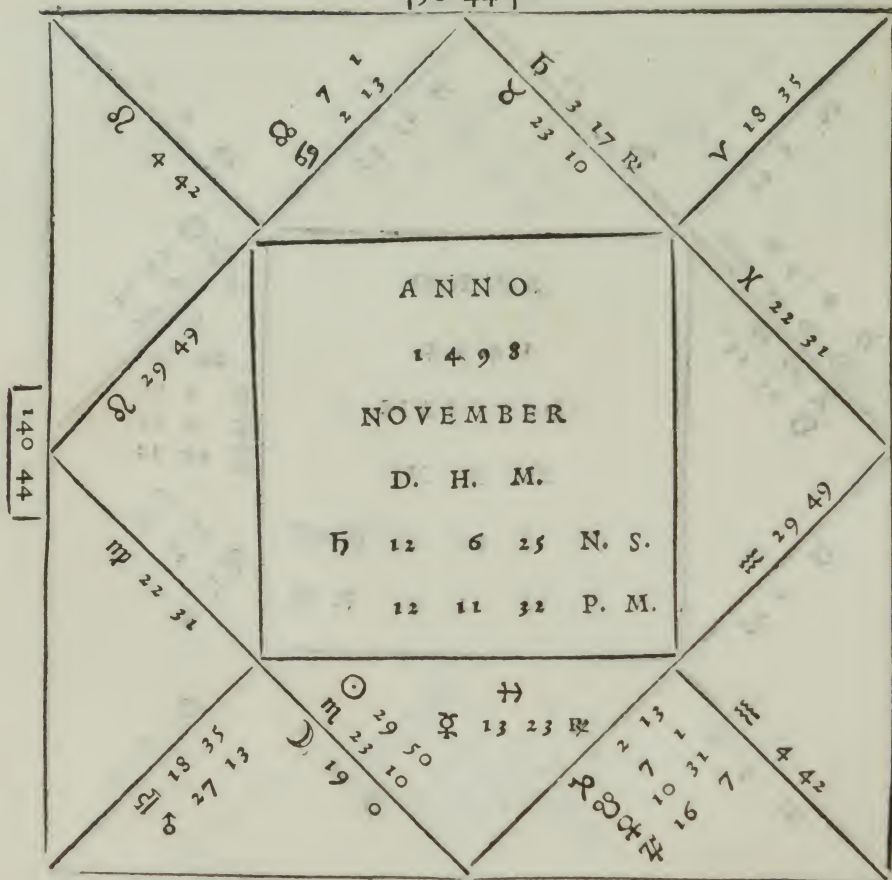 50 44
♌ 4 42
☊ 7 1
♋ 2 13
♄ 3 17 ℞
♉ 23 10
♈ 18 35
♓ 22 31
♌ 29 49
140 44
ANNO
1498
NOVEMBER
D. H. M.
♄ 12 6 25 N. S.
12 11 32 P. M.
♒ 29 49
♍ 22 31
♎ 18 35
♂ 27 13
☉ 29 50
♏ 23 10
☽ 19 0
♐
☿ 13 23 ℞
2 13
7 1
10 31
16 7
♒ 4 42